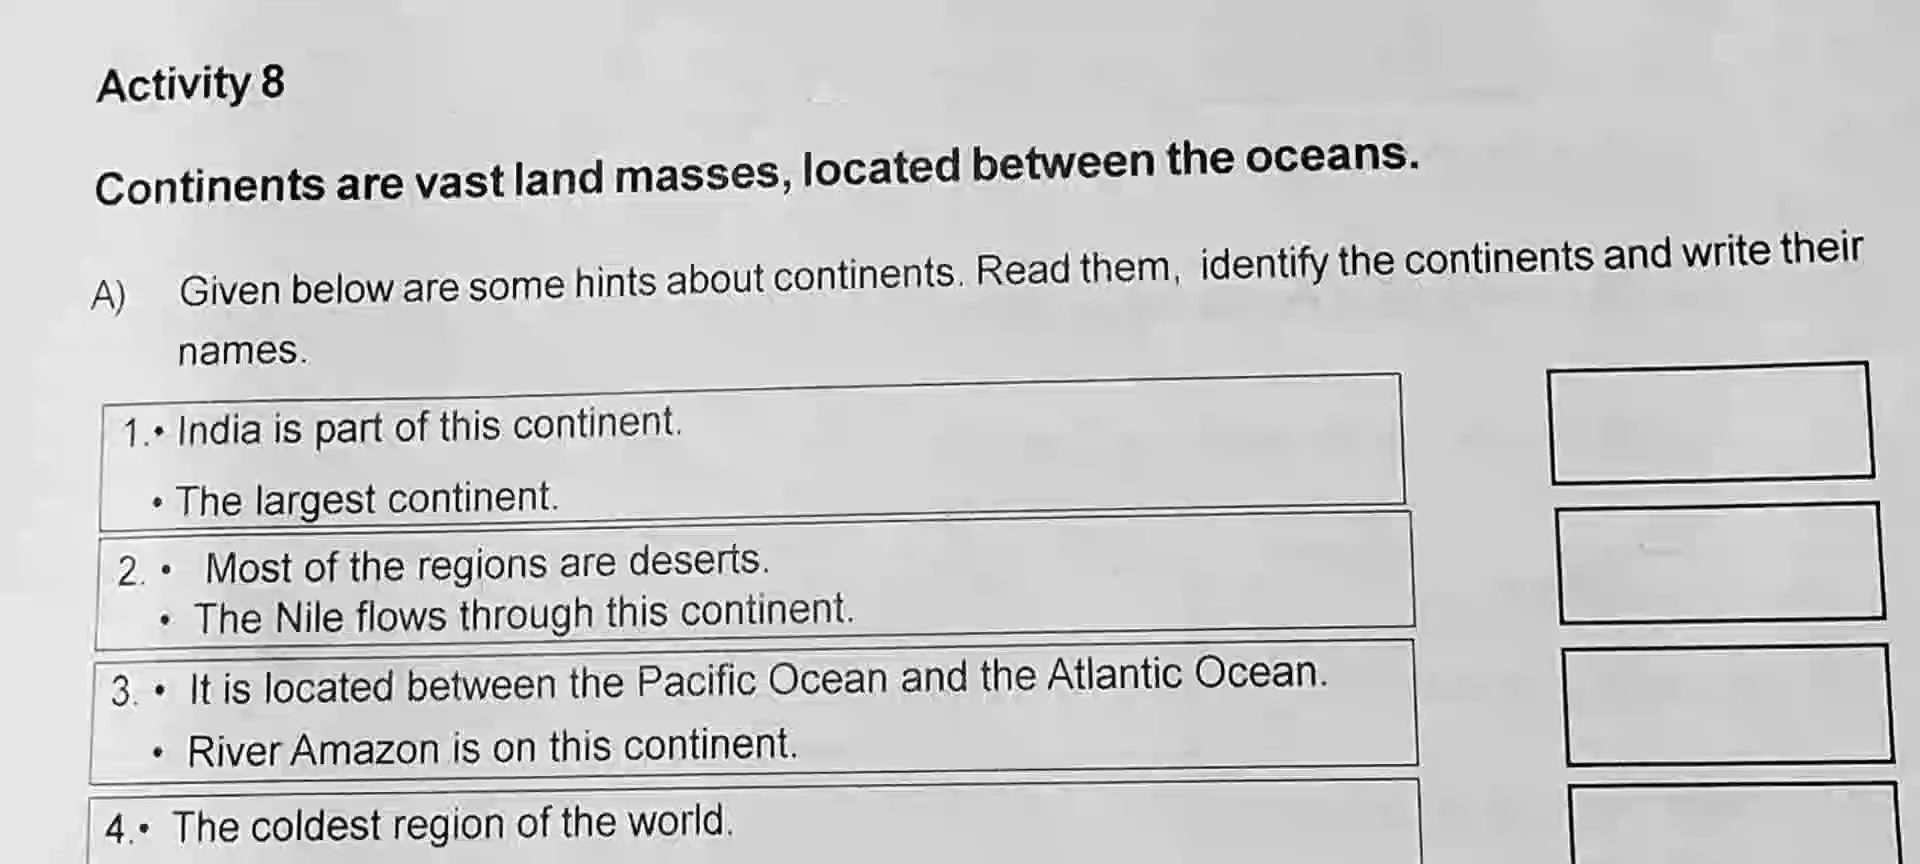 Activity 8
Continents are vast land masses, located between the oceans.
A) Given below are some hints about continents. Read them, identify the continents and write their
names.
1.• India is part of this continent.
• The largest continent.
2. • Most of the regions are deserts.
• The Nile flows through this continent.
3. • It is located between the Pacific Ocean and the Atlantic Ocean.
• River Amazon is on this continent.
4.• The coldest region of the world.